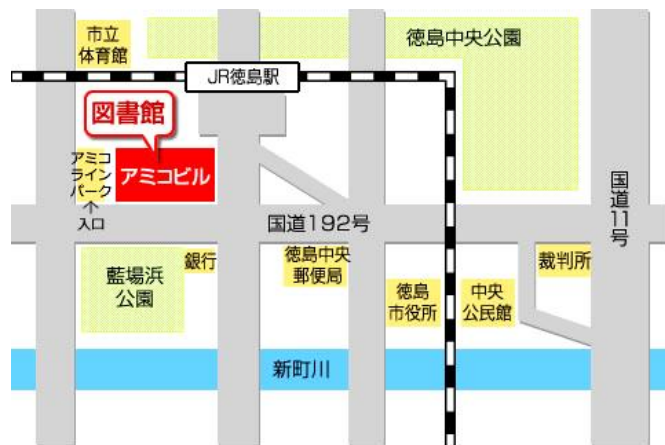 市立
体育館
徳島中央公園
JR徳島駅
図書館
アミコ
ライン
パーク
↑
入口
アミコビル
国道192号
国道11号
藍場浜
公園
銀行
徳島中央
郵便局
徳島
市役所
中央
公民館
裁判所
新町川